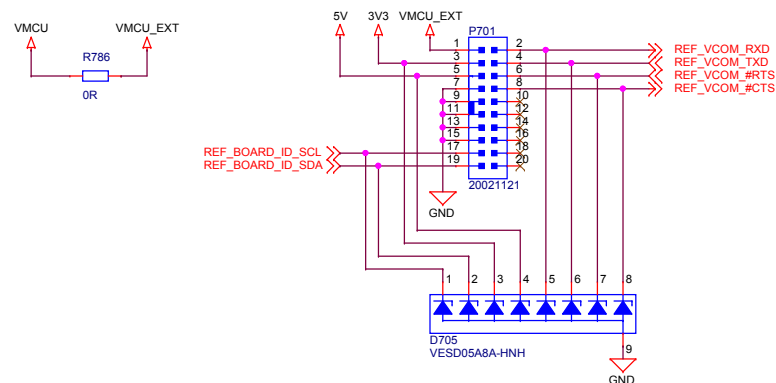 VMCU VMCU_EXT
R786
0R
5V 3V3 VMCU_EXT
P701
1 2 REF_VCOM_RXD
3 4 REF_VCOM_TXD
5 6 REF_VCOM_#RTS
7 8 REF_VCOM_#CTS
9 10
11 12
13 14
15 16
REF_BOARD_ID_SCL 17 18
REF_BOARD_ID_SDA 19 20
20021121
GND
1 2 3 4 5 6 7 8
D705
VESD05A8A-HNH
9
GND